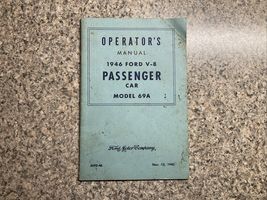 OPERATOR'S
MANUAL
1946 FORD V-8
PASSENGER
CAR
MODEL 69A
Ford Motor Company